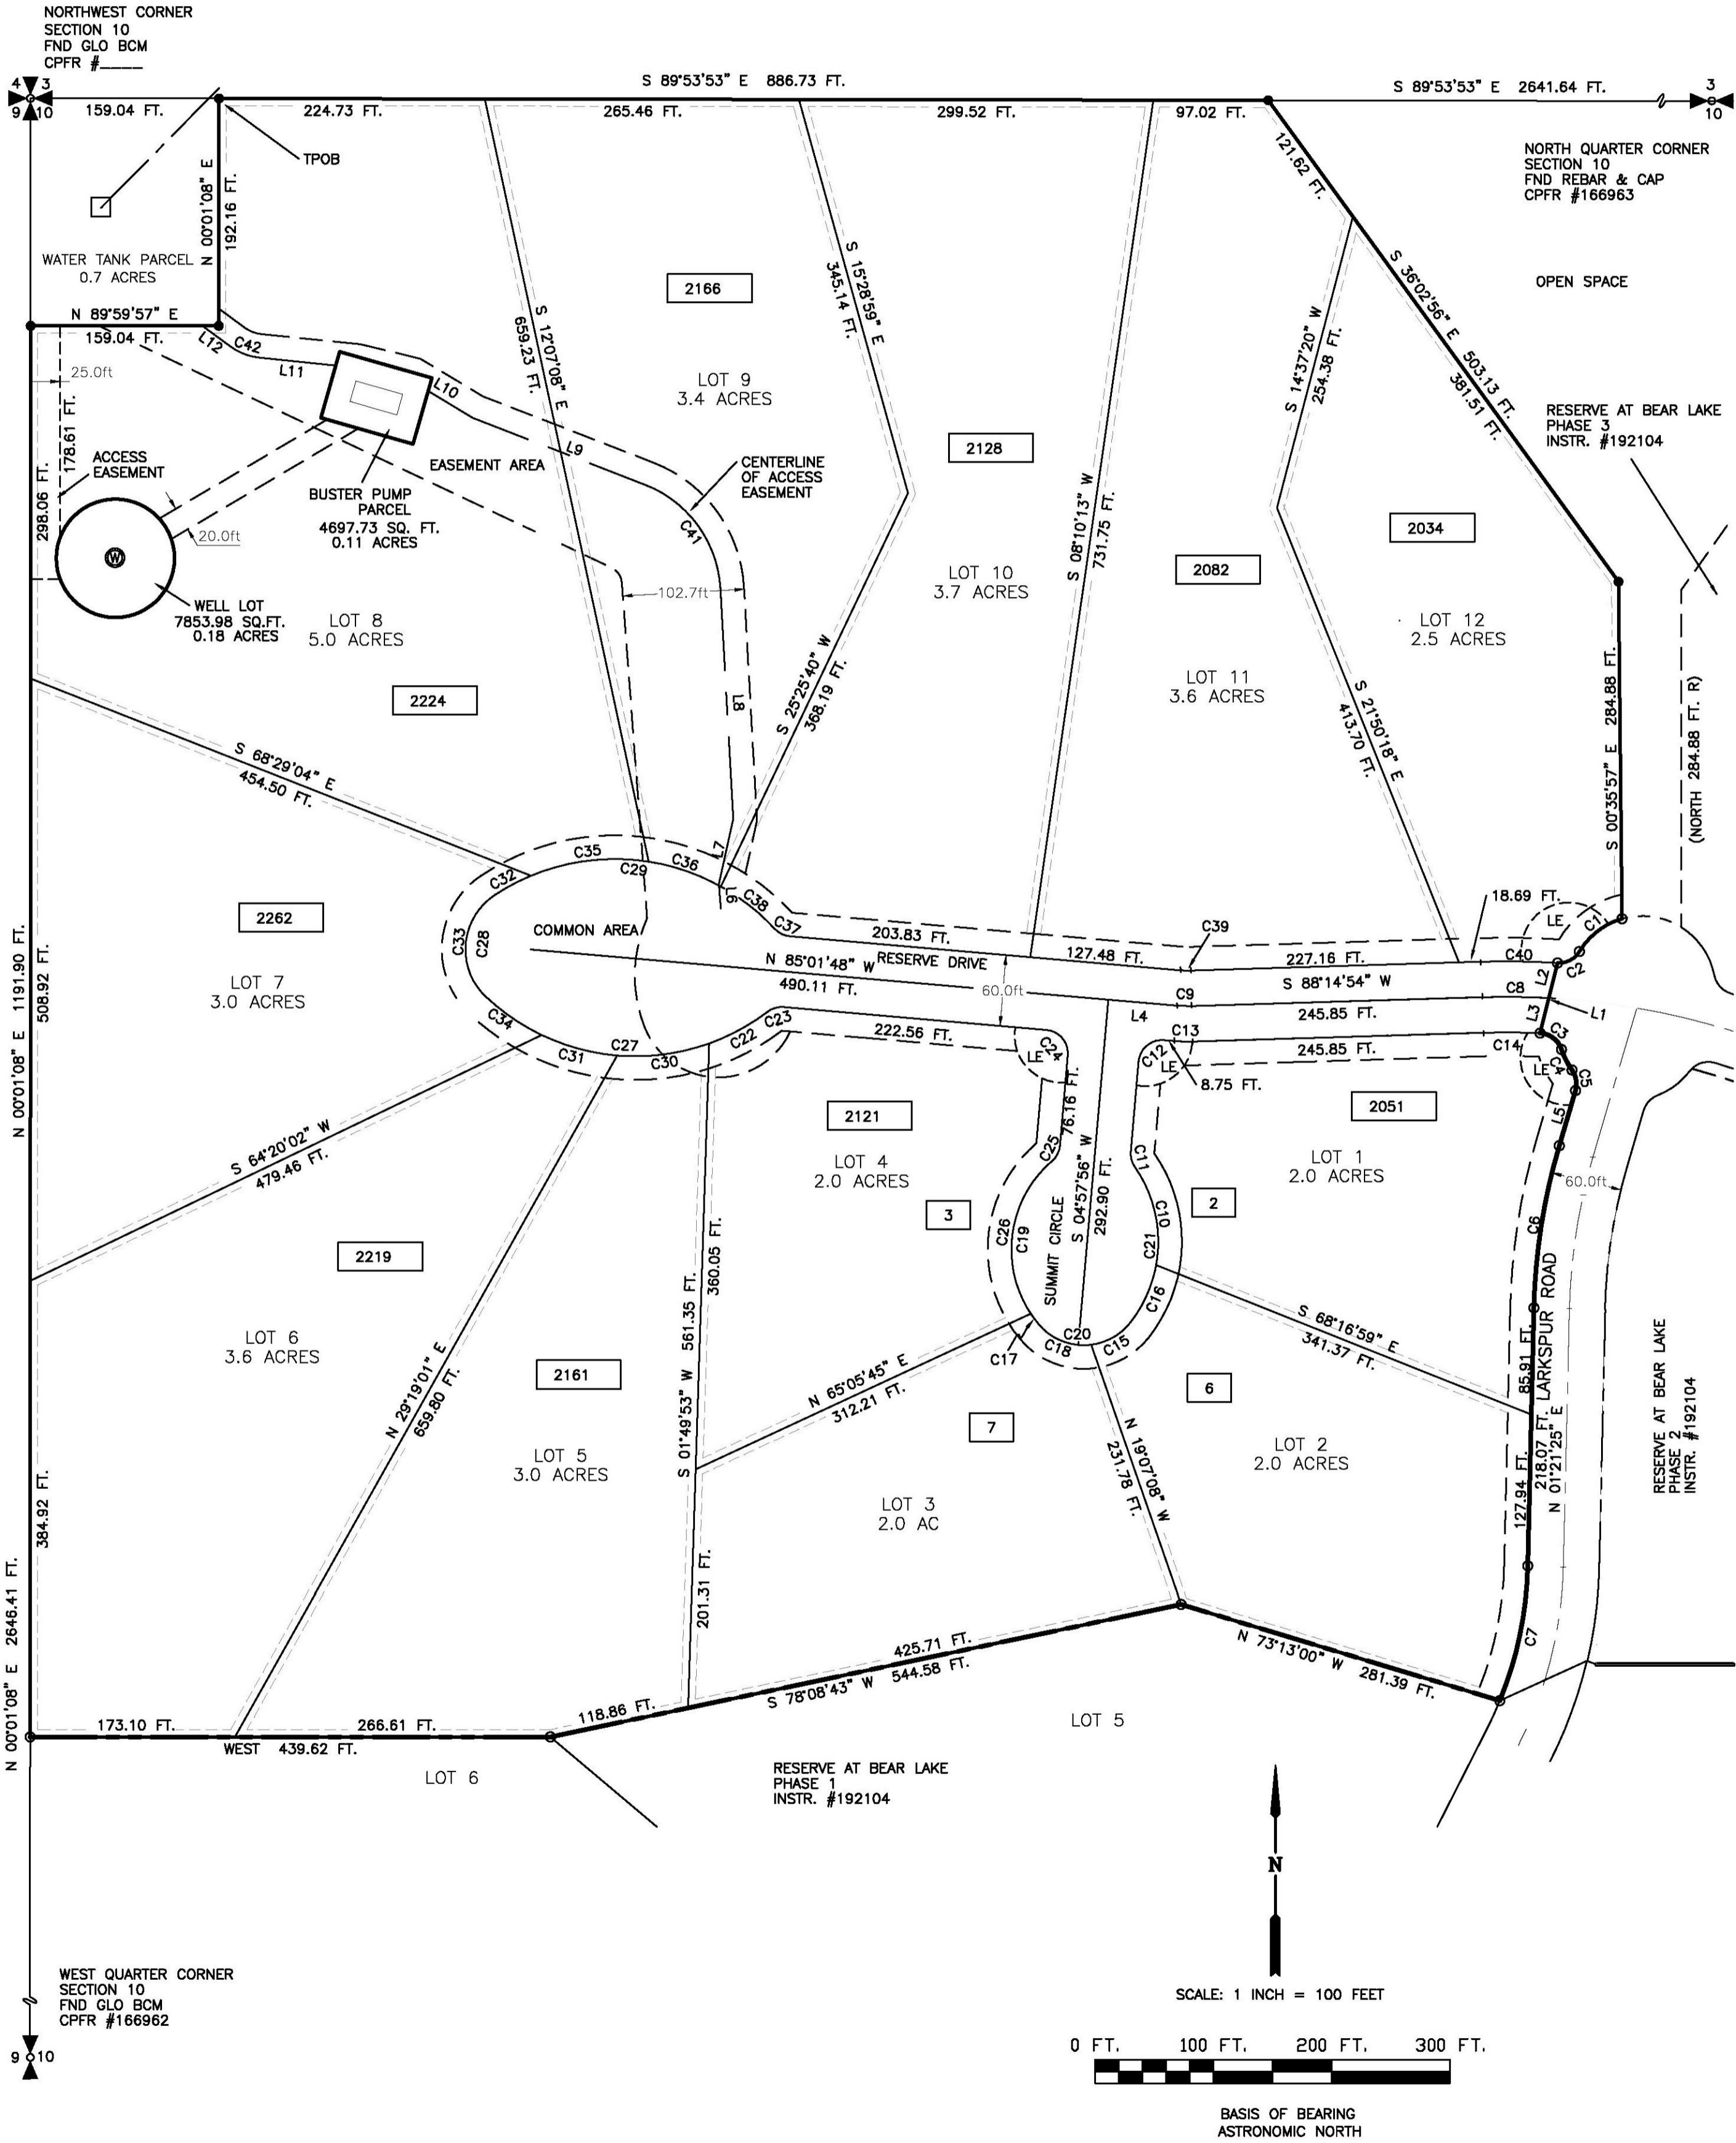 NORTHWEST CORNER
SECTION 10
FND GLO BCM
CPFR #____
4 3
9 10
159.04 FT.
S 89°53'53" E 886.73 FT.
224.73 FT.
265.46 FT.
299.52 FT.
97.02 FT.
S 89°53'53" E 2641.64 FT.
3
10
NORTH QUARTER CORNER
SECTION 10
FND REBAR & CAP
CPFR #166963
TPOB
N 00°01'08" E
192.16 FT.
WATER TANK PARCEL
0.7 ACRES
N 89°59'57" E
159.04 FT.
25.0ft
178.61 FT.
298.06 FT.
ACCESS
EASEMENT
L12
C42
L11
L10
L9
EASEMENT AREA
BUSTER PUMP
PARCEL
4697.73 SQ. FT.
0.11 ACRES
20.0ft
W
WELL LOT
7853.98 SQ.FT.
0.18 ACRES
LOT 8
5.0 ACRES
2224
S 12°07'08" E
659.23 FT.
2166
LOT 9
3.4 ACRES
CENTERLINE
OF ACCESS
EASEMENT
C41
102.7ft
L8
L7
L6
S 15°28'59" E
345.14 FT.
S 25°25'40" W
368.19 FT.
2128
LOT 10
3.7 ACRES
S 08°10'13" W
731.75 FT.
2082
LOT 11
3.6 ACRES
121.62 FT.
S 36°02'56" E 503.13 FT.
381.51 FT.
S 14°37'20" W
254.38 FT.
2034
LOT 12
2.5 ACRES
S 21°50'18" E
413.70 FT.
OPEN SPACE
RESERVE AT BEAR LAKE
PHASE 3
INSTR. #192104
S 00°35'57" E 284.88 FT.
(NORTH 284.88 FT. R)
S 68°29'04" E
454.50 FT.
2262
LOT 7
3.0 ACRES
508.92 FT.
N 00°01'08" E 1191.90 FT.
C35
C32
C29
C36
C38
C37
C33
C28
C34
C31
C27
C30
C22
C23
COMMON AREA
203.83 FT.
N 85°01'48" W
RESERVE DRIVE
490.11 FT.
60.0ft
222.56 FT.
127.48 FT.
C39
227.16 FT.
S 88°14'54" W
18.69 FT.
LE
C1
C40
C2
L2
C9
L4
C8
245.85 FT.
L1
L3
C13
C12
LE
245.85 FT.
8.75 FT.
C14
C3
LE
C4
C5
L5
C24
LE
76.16 FT.
C25
C26
C19
SUMMIT CIRCLE
S 04°57'56" W
292.90 FT.
C11
C10
C21
C16
C20
C18
C15
C17
2121
LOT 4
2.0 ACRES
3
2051
LOT 1
2.0 ACRES
2
60.0ft
C6
S 64°20'02" W
479.46 FT.
2219
LOT 6
3.6 ACRES
N 29°19'01" E
659.80 FT.
2161
LOT 5
3.0 ACRES
S 01°49'53" W 561.35 FT.
360.05 FT.
201.31 FT.
N 65°05'45" E
312.21 FT.
7
LOT 3
2.0 AC
N 19°07'08" W
231.78 FT.
6
LOT 2
2.0 ACRES
S 68°16'59" E
341.37 FT.
85.91 FT.
127.94 FT.
218.07 FT.
LARKSPUR ROAD
N 01°21'25" E
C7
RESERVE AT BEAR LAKE
PHASE 2
INSTR. #192104
384.92 FT.
N 00°01'08" E 2646.41 FT.
173.10 FT.
266.61 FT.
WEST 439.62 FT.
118.86 FT.
425.71 FT.
S 78°08'43" W 544.58 FT.
N 73°13'00" W 281.39 FT.
LOT 5
LOT 6
RESERVE AT BEAR LAKE
PHASE 1
INSTR. #192104
N
WEST QUARTER CORNER
SECTION 10
FND GLO BCM
CPFR #166962
9 10
SCALE: 1 INCH = 100 FEET
0 FT. 100 FT. 200 FT. 300 FT.
BASIS OF BEARING
ASTRONOMIC NORTH